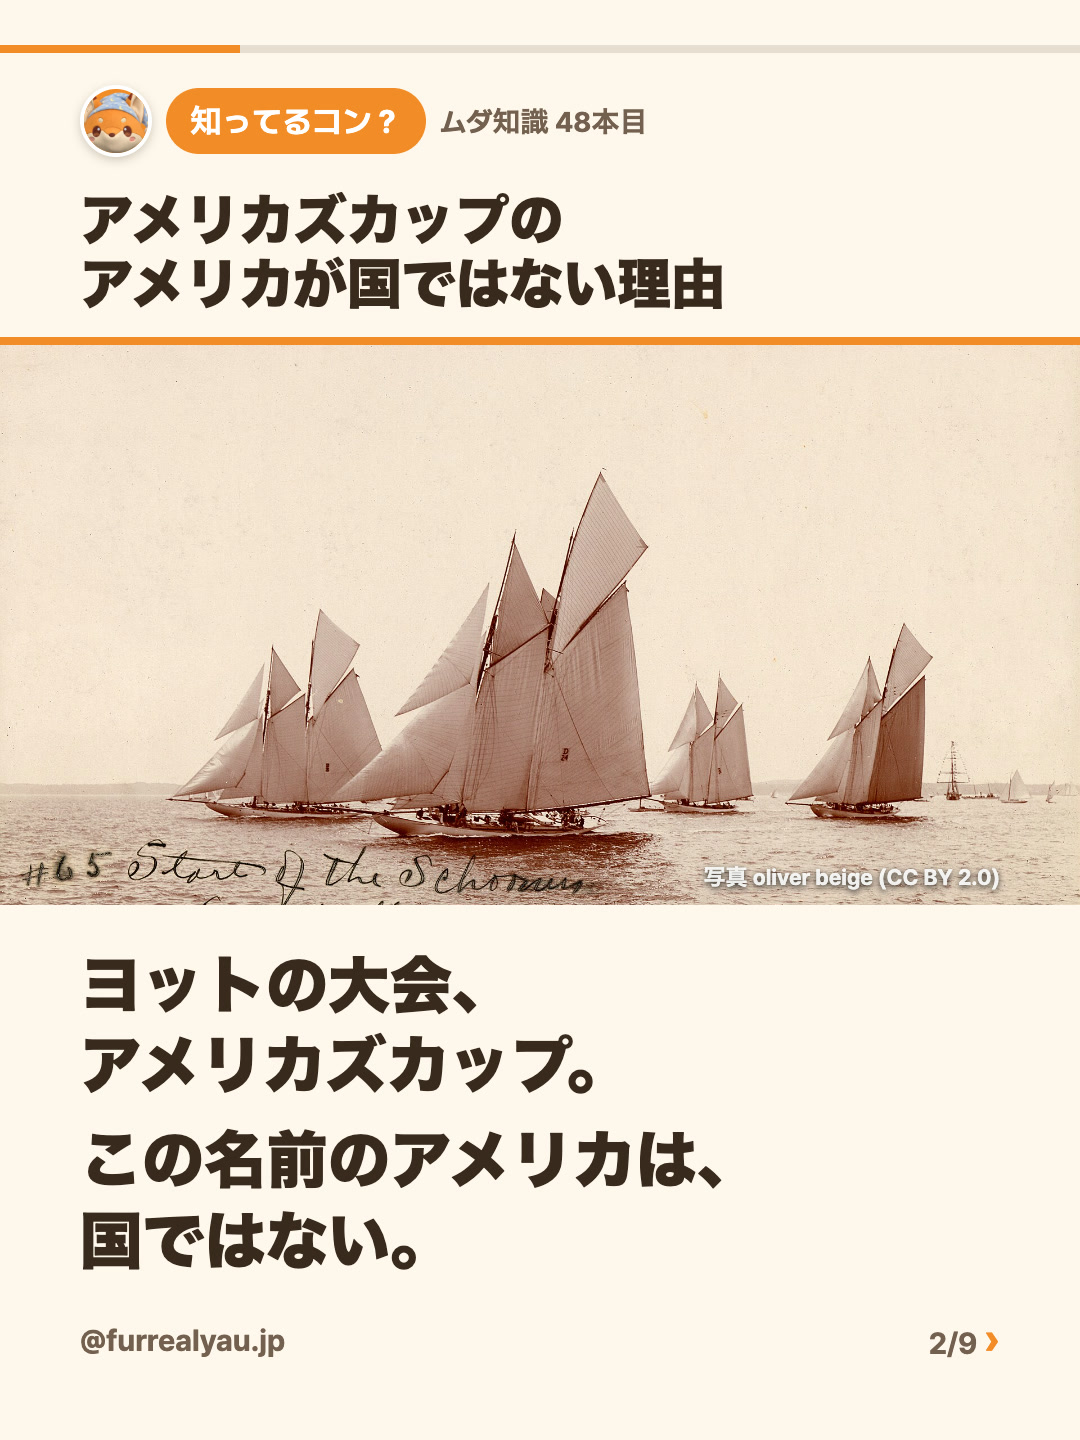 知ってるコン？ ムダ知識 48本目
アメリカズカップの
アメリカが国ではない理由
#65 Start of the Schooners
写真 oliver beige (CC BY 2.0)
ヨットの大会、
アメリカズカップ。
この名前のアメリカは、
国ではない。
@furrealyau.jp
2/9 ›